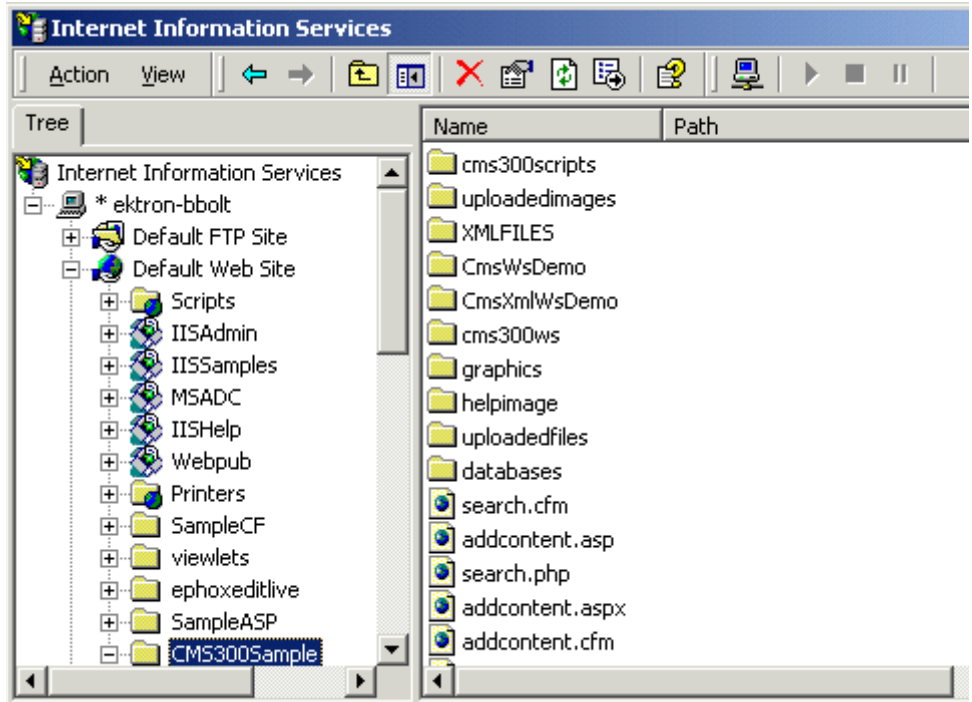 Internet Information Services
Action View
Tree
Name Path
Internet Information Services
* ektron-bbolt
Default FTP Site
Default Web Site
Scripts
IISAdmin
IISSamples
MSADC
IISHelp
Webpub
Printers
SampleCF
viewlets
ephoxeditlive
SampleASP
CMS300Sample
cms300scripts
uploadedimages
XMLFILES
CmsWsDemo
CmsXmlWsDemo
cms300ws
graphics
helpimage
uploadedfiles
databases
search.cfm
addcontent.asp
search.php
addcontent.aspx
addcontent.cfm